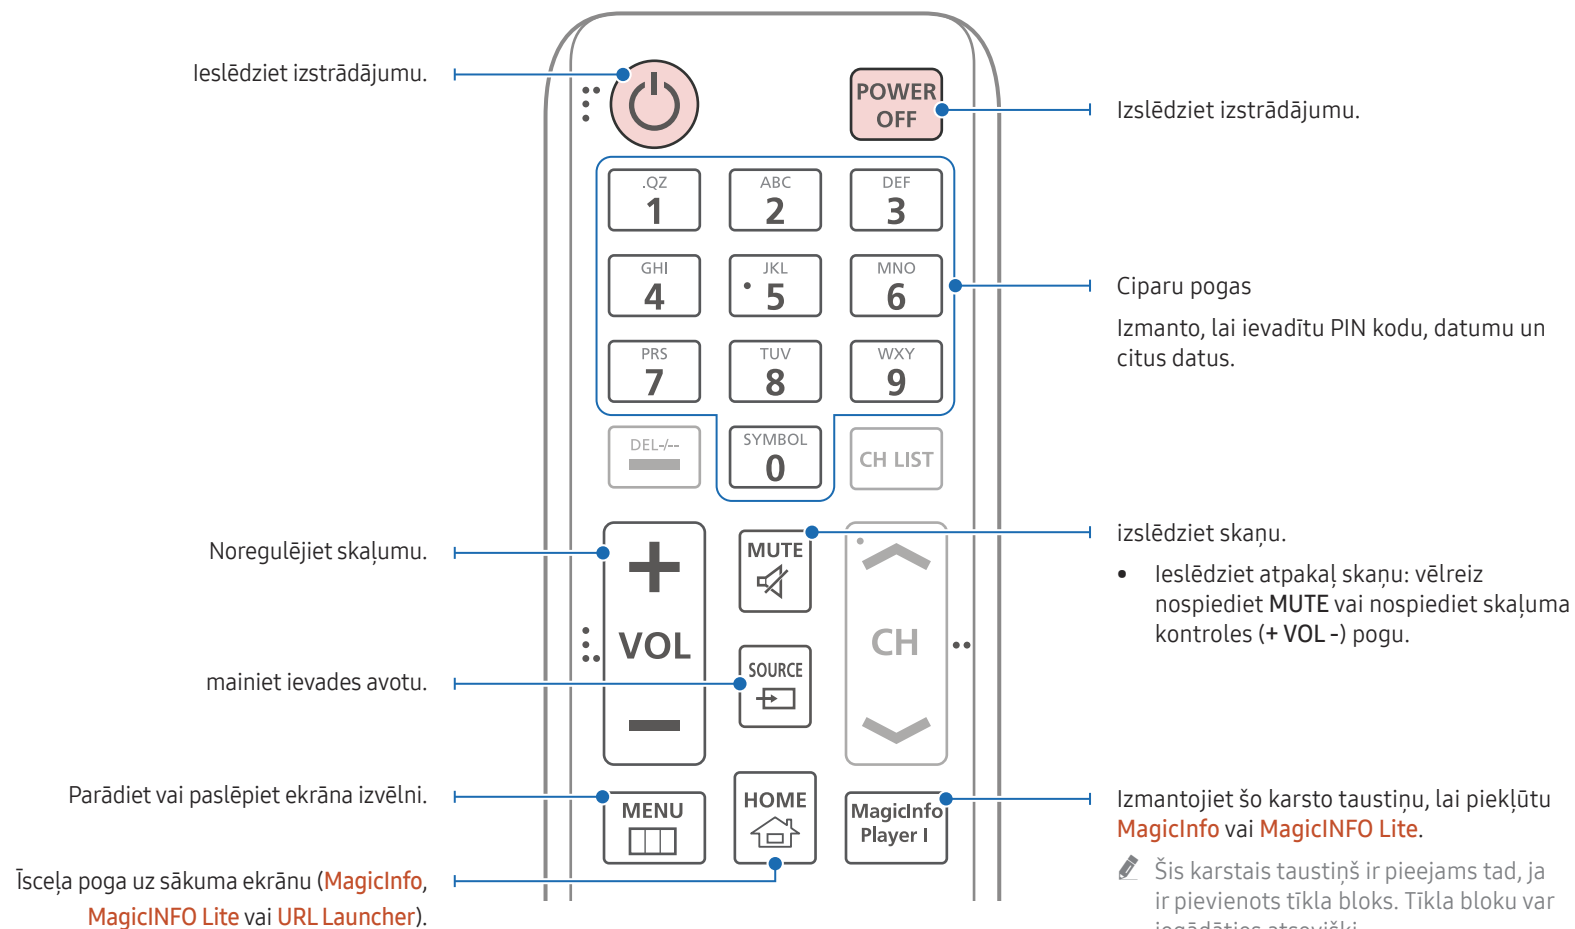 Ieslēdziet izstrādājumu.
POWER
OFF
Izslēdziet izstrādājumu.
.QZ
1
ABC
2
DEF
3
GHI
4
JKL
5
MNO
6
PRS
7
TUV
8
WXY
9
Ciparu pogas
Izmanto, lai ievadītu PIN kodu, datumu un
citus datus.
DEL-/--
SYMBOL
0
CH LIST
Noregulējiet skaļumu.
VOL
MUTE
CH
izslēdziet skaņu.
• Ieslēdziet atpakaļ skaņu: vēlreiz
nospiediet MUTE vai nospiediet skaļuma
kontroles (+ VOL -) pogu.
mainiet ievades avotu.
SOURCE
Parādiet vai paslēpiet ekrāna izvēlni.
MENU
HOME
MagicInfo
Player I
Izmantojiet šo karsto taustiņu, lai piekļūtu
MagicInfo vai MagicINFO Lite.
Šis karstais taustiņš ir pieejams tad, ja
ir pievienots tīkla bloks. Tīkla bloku var
Īsceļa poga uz sākuma ekrānu (MagicInfo,
MagicINFO Lite vai URL Launcher).